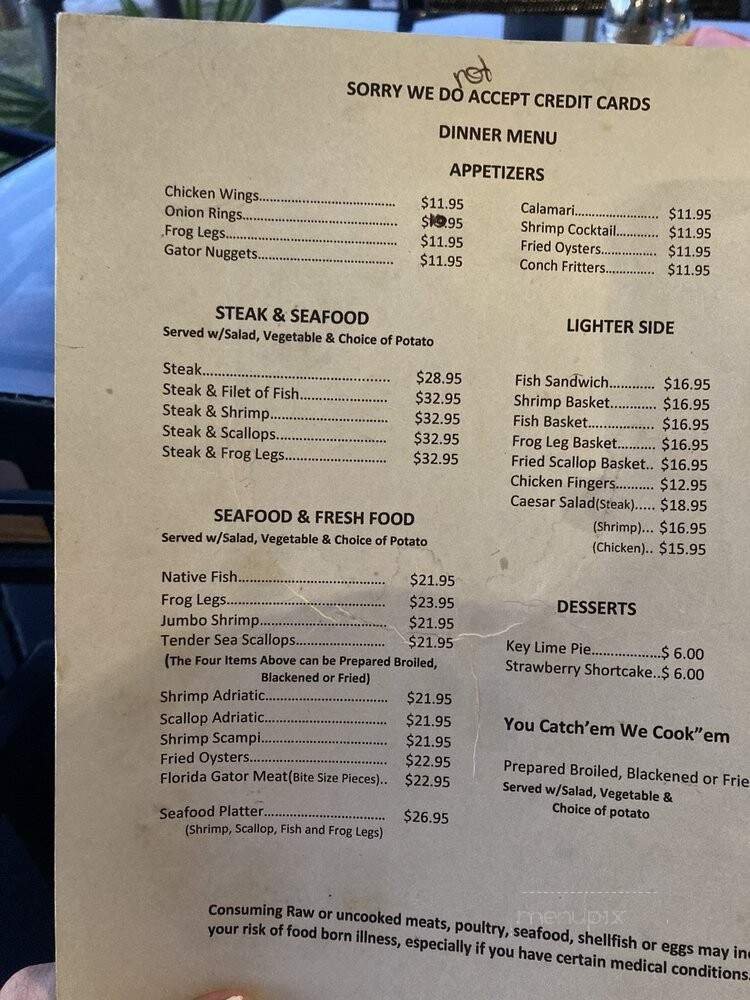 not
SORRY WE DO ACCEPT CREDIT CARDS
DINNER MENU
APPETIZERS
Chicken Wings.................................... $11.95
Onion Rings....................................... $10.95
Frog Legs........................................... $11.95
Gator Nuggets.................................. $11.95
Calamari...................... $11.95
Shrimp Cocktail........... $11.95
Fried Oysters............... $11.95
Conch Fritters............. $11.95
STEAK & SEAFOOD
Served w/Salad, Vegetable & Choice of Potato
Steak................................................ $28.95
Steak & Filet of Fish...................... $32.95
Steak & Shrimp.............................. $32.95
Steak & Scallops............................ $32.95
Steak & Frog Legs.......................... $32.95
LIGHTER SIDE
Fish Sandwich............ $16.95
Shrimp Basket............ $16.95
Fish Basket................. $16.95
Frog Leg Basket.......... $16.95
Fried Scallop Basket.. $16.95
Chicken Fingers.......... $12.95
Caesar Salad(Steak)..... $18.95
(Shrimp)... $16.95
(Chicken).. $15.95
SEAFOOD & FRESH FOOD
Served w/Salad, Vegetable & Choice of Potato
Native Fish..................................... $21.95
Frog Legs........................................ $23.95
Jumbo Shrimp................................ $21.95
Tender Sea Scallops....................... $21.95
(The Four Items Above can be Prepared Broiled,
Blackened or Fried)
Shrimp Adriatic............................... $21.95
Scallop Adriatic............................... $21.95
Shrimp Scampi................................ $21.95
Fried Oysters................................... $22.95
Florida Gator Meat(Bite Size Pieces).. $22.95
Seafood Platter............................... $26.95
(Shrimp, Scallop, Fish and Frog Legs)
DESSERTS
Key Lime Pie.................$ 6.00
Strawberry Shortcake..$ 6.00
You Catch'em We Cook"em
Prepared Broiled, Blackened or Frie
Served w/Salad, Vegetable &
Choice of potato
menupix
Consuming Raw or uncooked meats, poultry, seafood, shellfish or eggs may in
your risk of food born illness, especially if you have certain medical conditions.